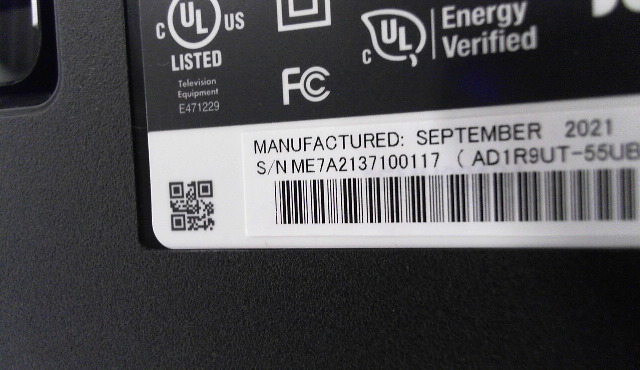 UL
C US
LISTED
Television
Equipment
E471229
FC
C UL
Energy
Verified
MANUFACTURED: SEPTEMBER 2021
S/N ME7A2137100117 ( AD1R9UT-55UB